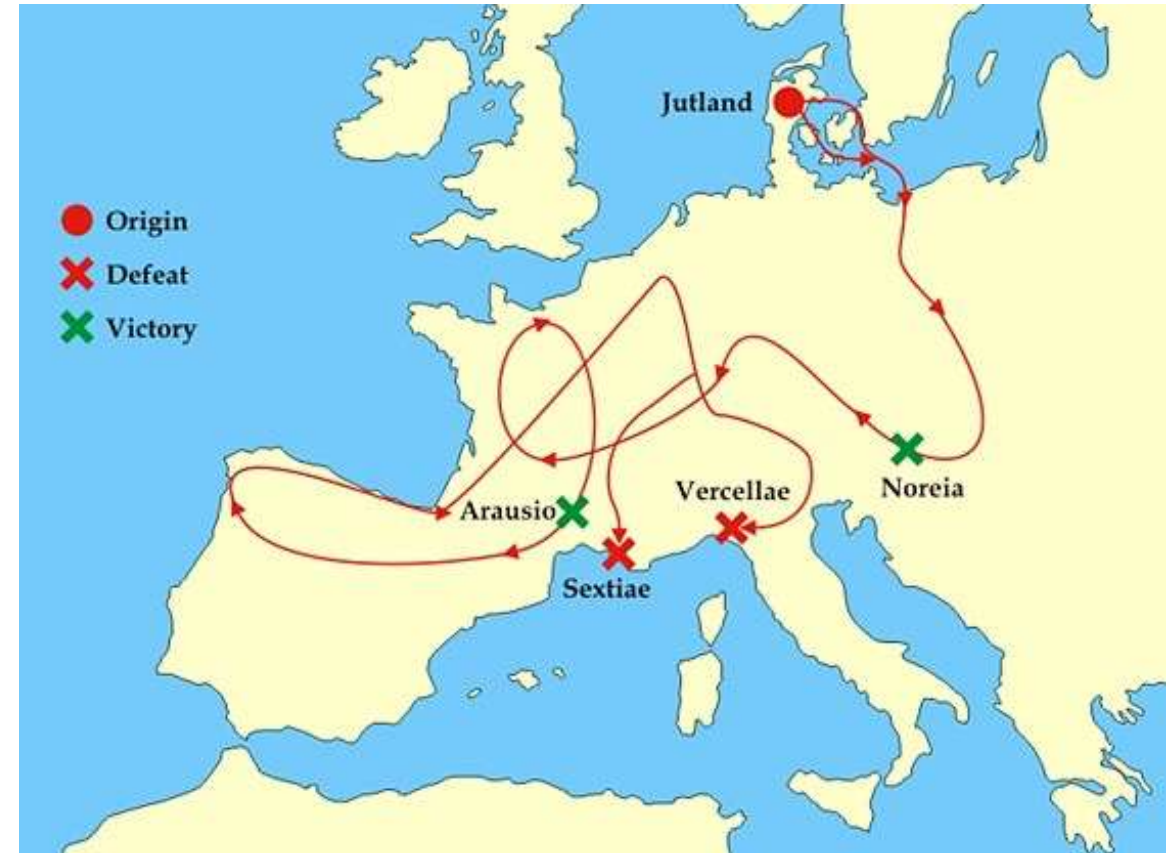 Jutland
Origin
Defeat
Victory
Arausio
Vercellae
Noreia
Sextiae